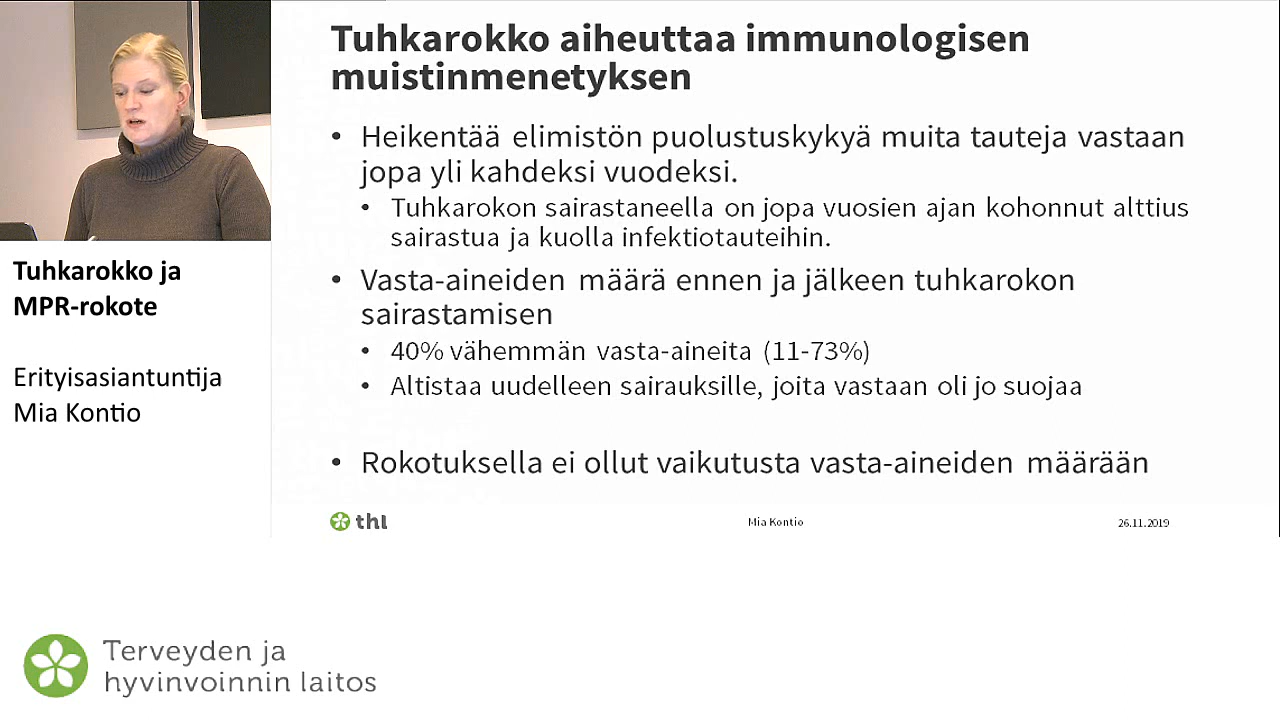 Tuhkarokko aiheuttaa immunologisen
muistinmenetyksen
• Heikentää elimistön puolustuskykyä muita tauteja vastaan
jopa yli kahdeksi vuodeksi.
• Tuhkarokon sairastaneella on jopa vuosien ajan kohonnut alttius
sairastua ja kuolla infektiotauteihin.
• Vasta-aineiden määrä ennen ja jälkeen tuhkarokon
sairastamisen
• 40% vähemmän vasta-aineita (11-73%)
• Altistaa uudelleen sairauksille, joita vastaan oli jo suojaa
• Rokotuksella ei ollut vaikutusta vasta-aineiden määrään
thl
Mia Kontio
26.11.2019
Tuhkarokko ja
MPR-rokote
Erityisasiantuntija
Mia Kontio
Terveyden ja
hyvinvoinnin laitos